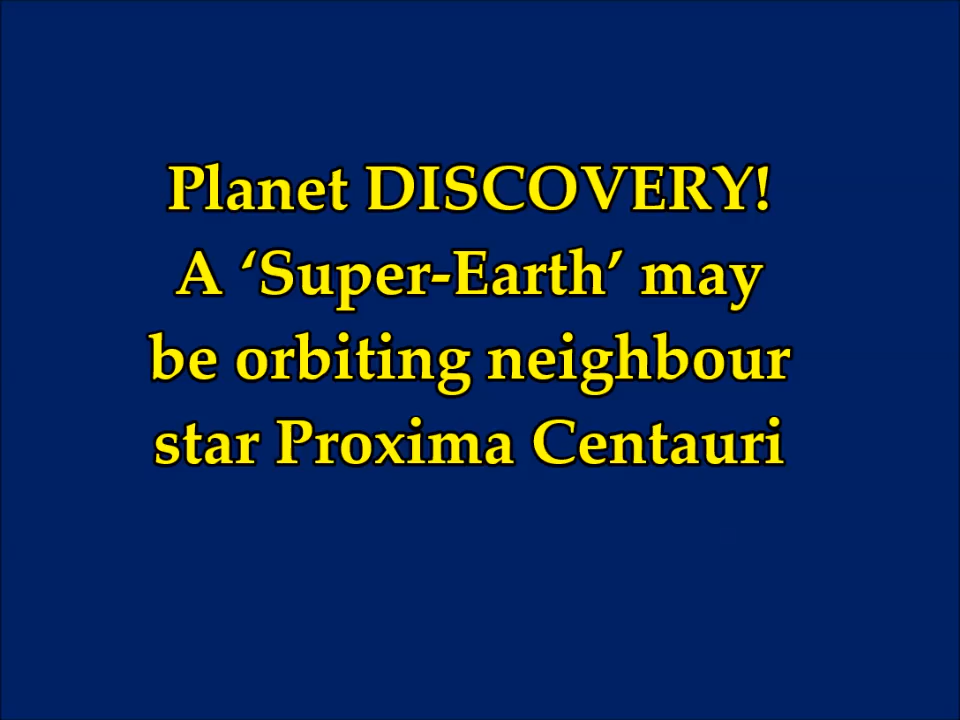 Planet DISCOVERY!
A ‘Super-Earth’ may
be orbiting neighbour
star Proxima Centauri